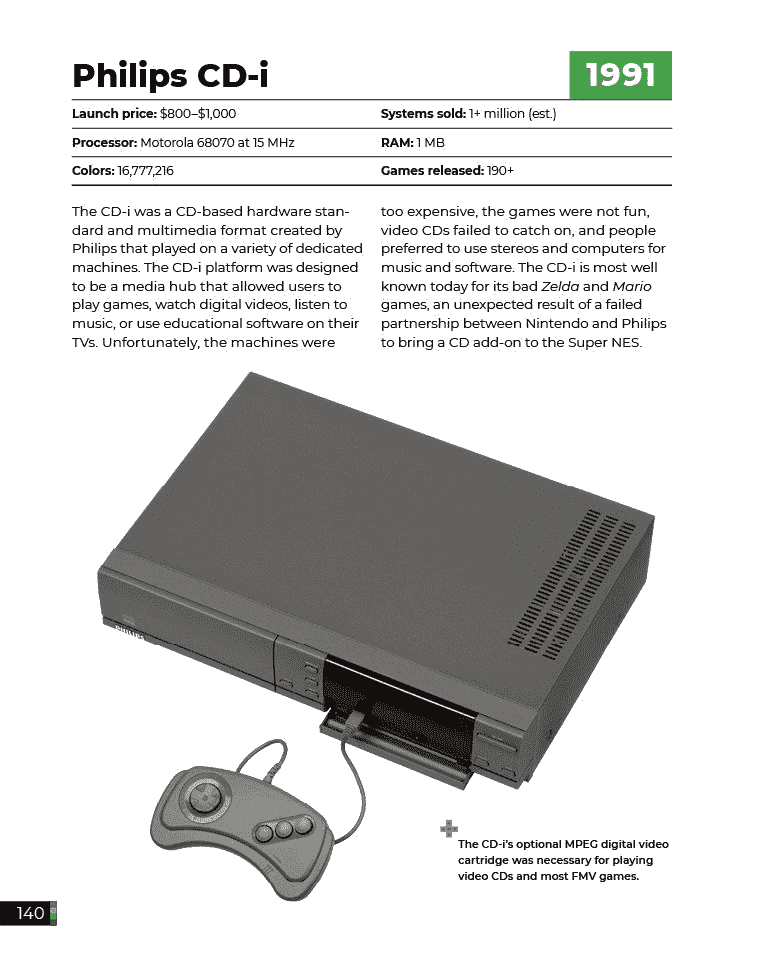 Philips CD-i
1991
Launch price: $800–$1,000
Systems sold: 1+ million (est.)
Processor: Motorola 68070 at 15 MHz
RAM: 1 MB
Colors: 16,777,216
Games released: 190+
The CD-i was a CD-based hardware stan-
dard and multimedia format created by
Philips that played on a variety of dedicated
machines. The CD-i platform was designed
to be a media hub that allowed users to
play games, watch digital videos, listen to
music, or use educational software on their
TVs. Unfortunately, the machines were
too expensive, the games were not fun,
video CDs failed to catch on, and people
preferred to use stereos and computers for
music and software. The CD-i is most well
known today for its bad Zelda and Mario
games, an unexpected result of a failed
partnership between Nintendo and Philips
to bring a CD add-on to the Super NES.
PHILIPS
The CD-i’s optional MPEG digital video
cartridge was necessary for playing
video CDs and most FMV games.
140